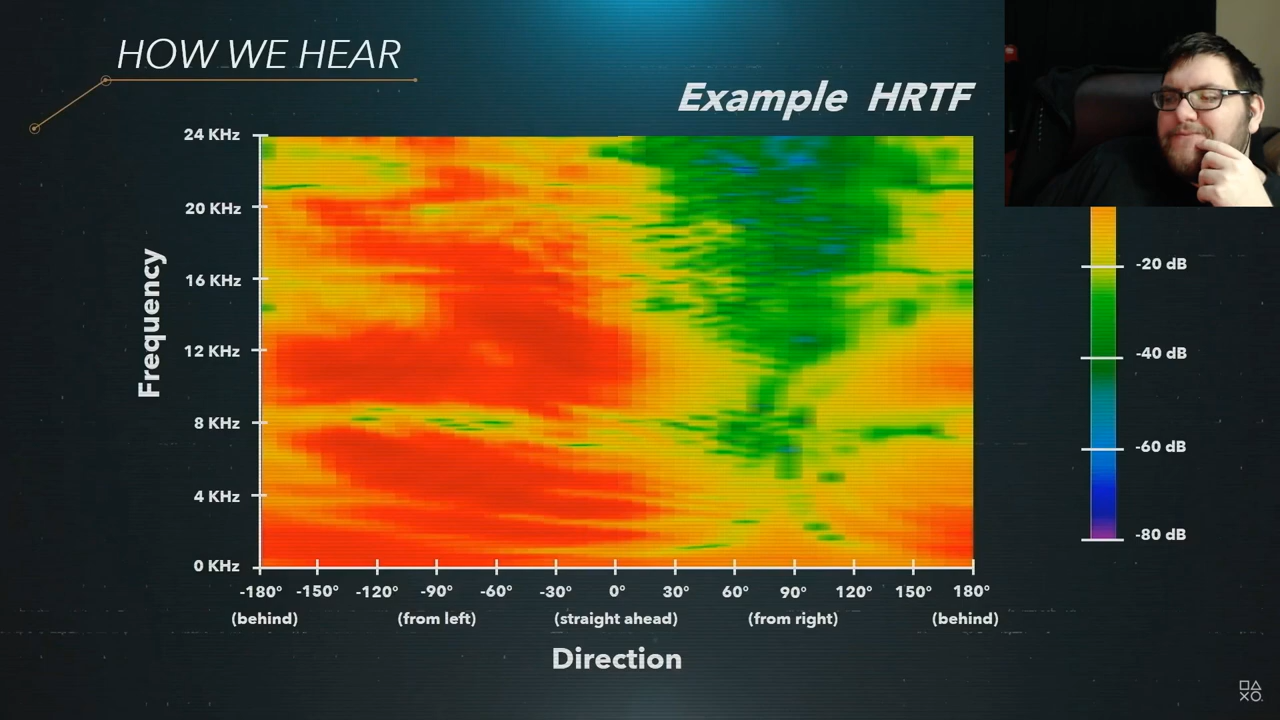 HOW WE HEAR
Example HRTF
24 KHz
20 KHz
16 KHz
12 KHz
8 KHz
4 KHz
0 KHz
Frequency
-180° -150° -120° -90° -60° -30° 0° 30° 60° 90° 120° 150° 180°
(behind) (from left) (straight ahead) (from right) (behind)
Direction
-20 dB
-40 dB
-60 dB
-80 dB